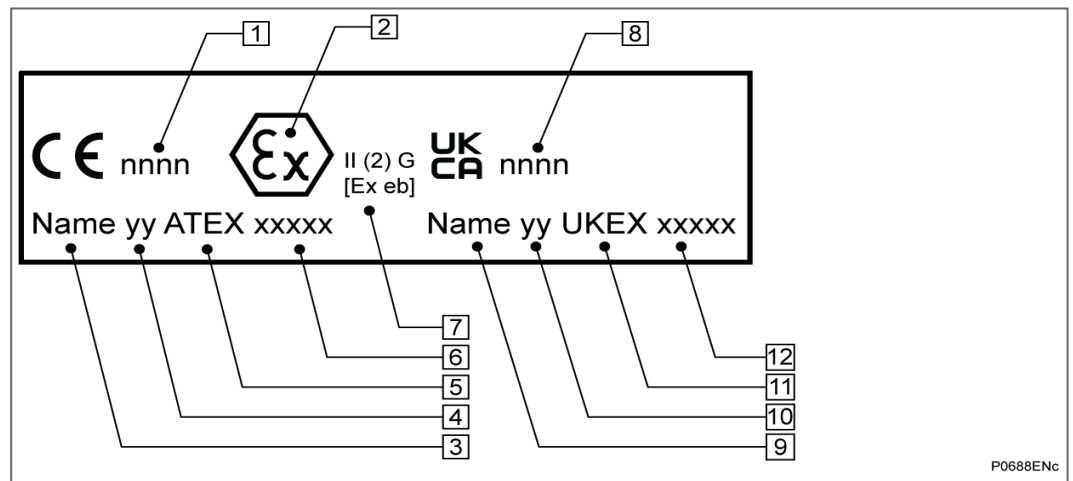 1 2 8
CE nnnn Ex II (2) G UK CA nnnn
[Ex eb]
Name yy ATEX xxxxx Name yy UKEX xxxxx
7
6 12
5 11
4 10
3 9
P0688ENc